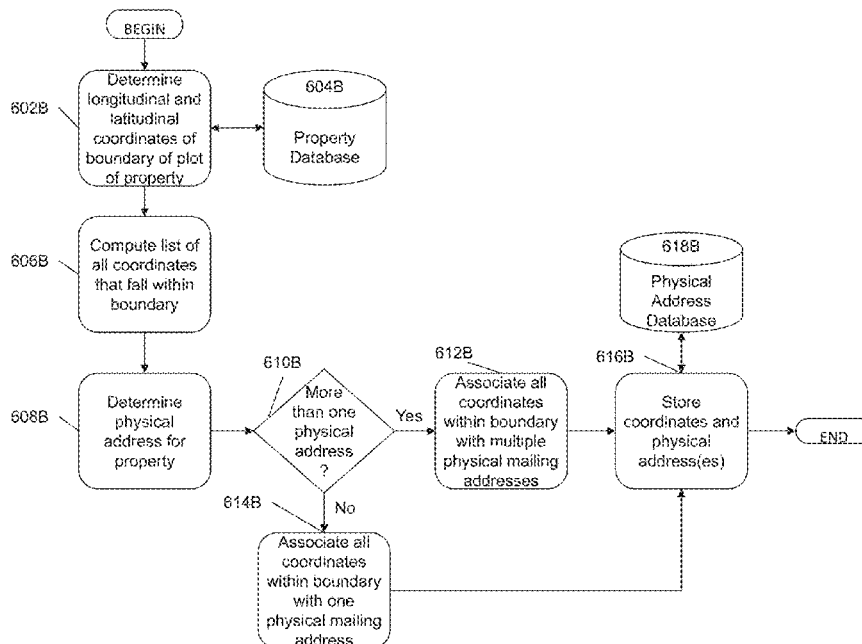 BEGIN
602B
Determine
longitudinal and
latitudinal
coordinates of
boundary of plot
of property
604B
Property
Database
606B
Compute list of
all coordinates
that fall within
boundary
608B
Determine
physical
address for
property
610B
More
than one
physical
address
?
Yes
No
612B
Associate all
coordinates
within boundary
with multiple
physical mailing
addresses
614B
Associate all
coordinates
within boundary
with one
physical mailing
address
616B
Store
coordinates and
physical
address(es)
618B
Physical
Address
Database
END